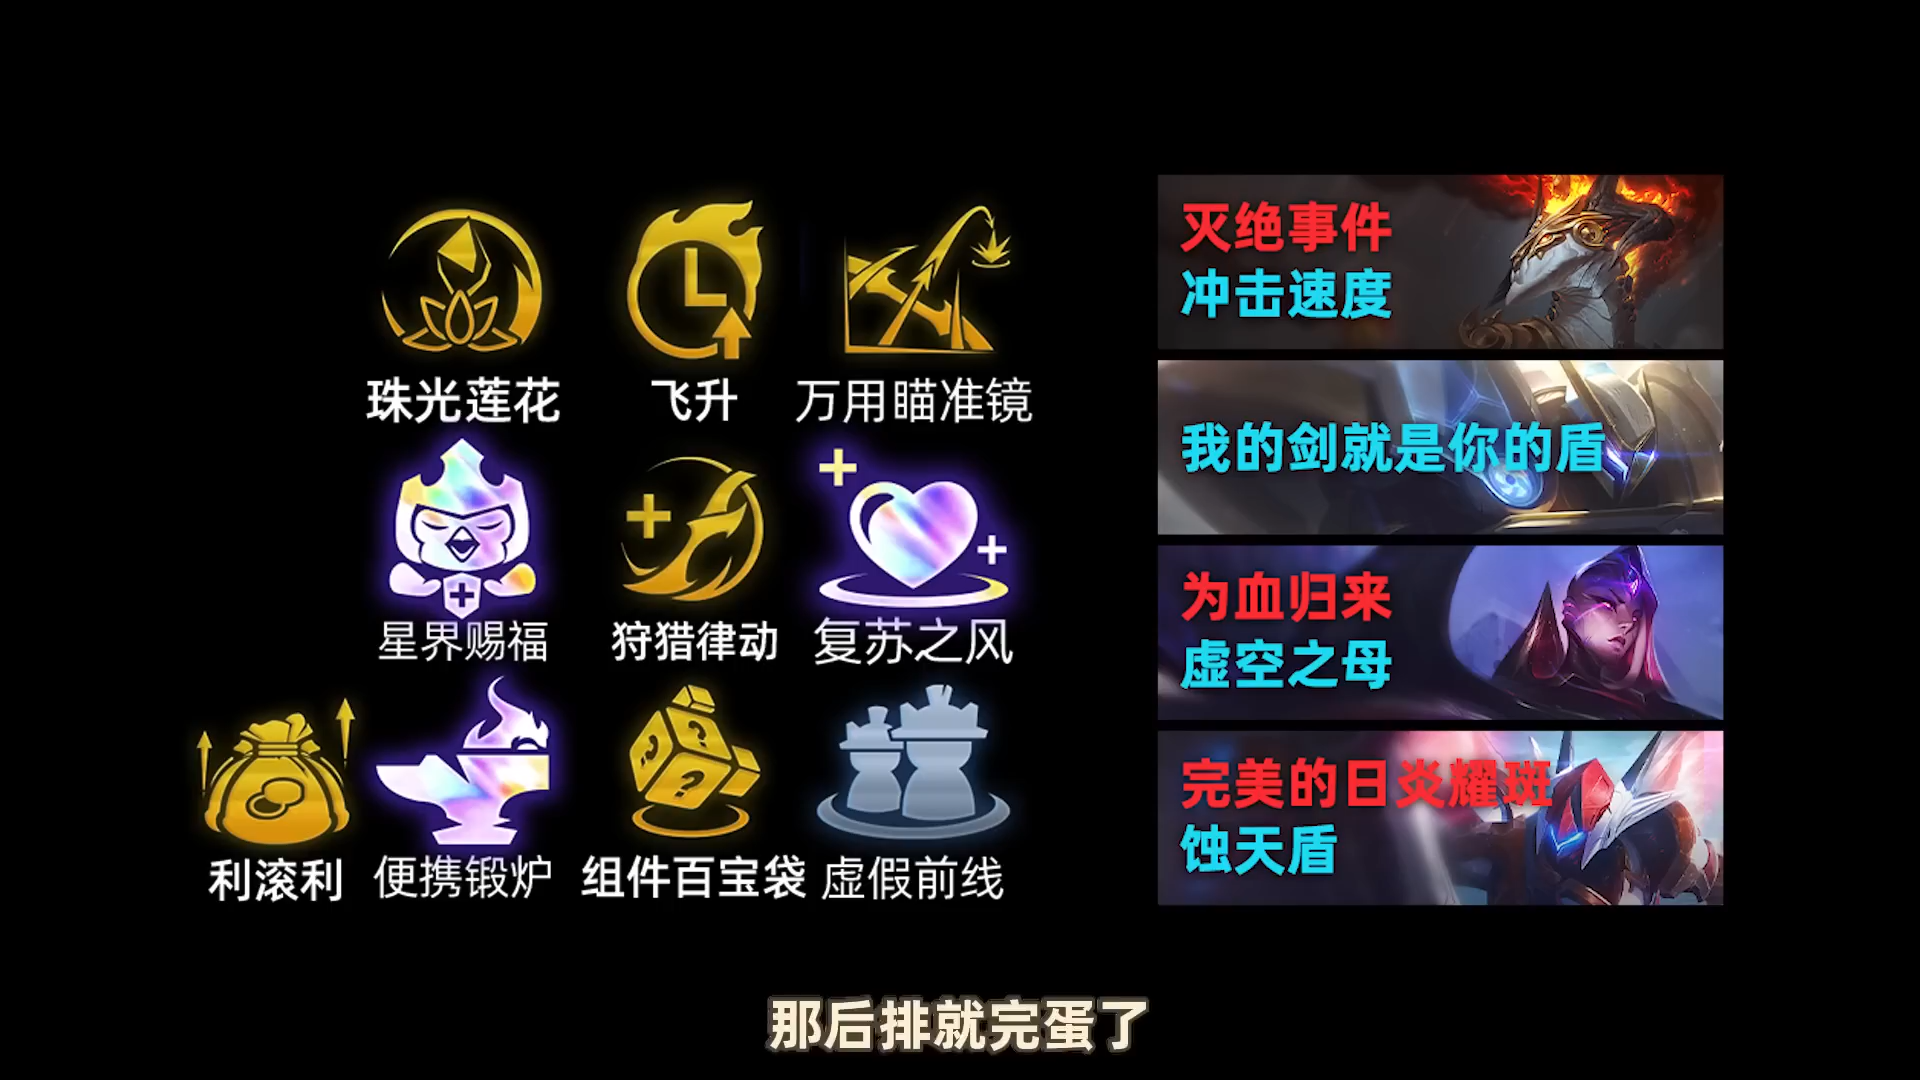 珠光莲花
飞升
万用瞄准镜
星界赐福
狩猎律动
复苏之风
利滚利
便携锻炉
组件百宝袋
虚假前线
灭绝事件
冲击速度
我的剑就是你的盾
为血归来
虚空之母
完美的日炎耀斑
蚀天盾
那后排就完蛋了